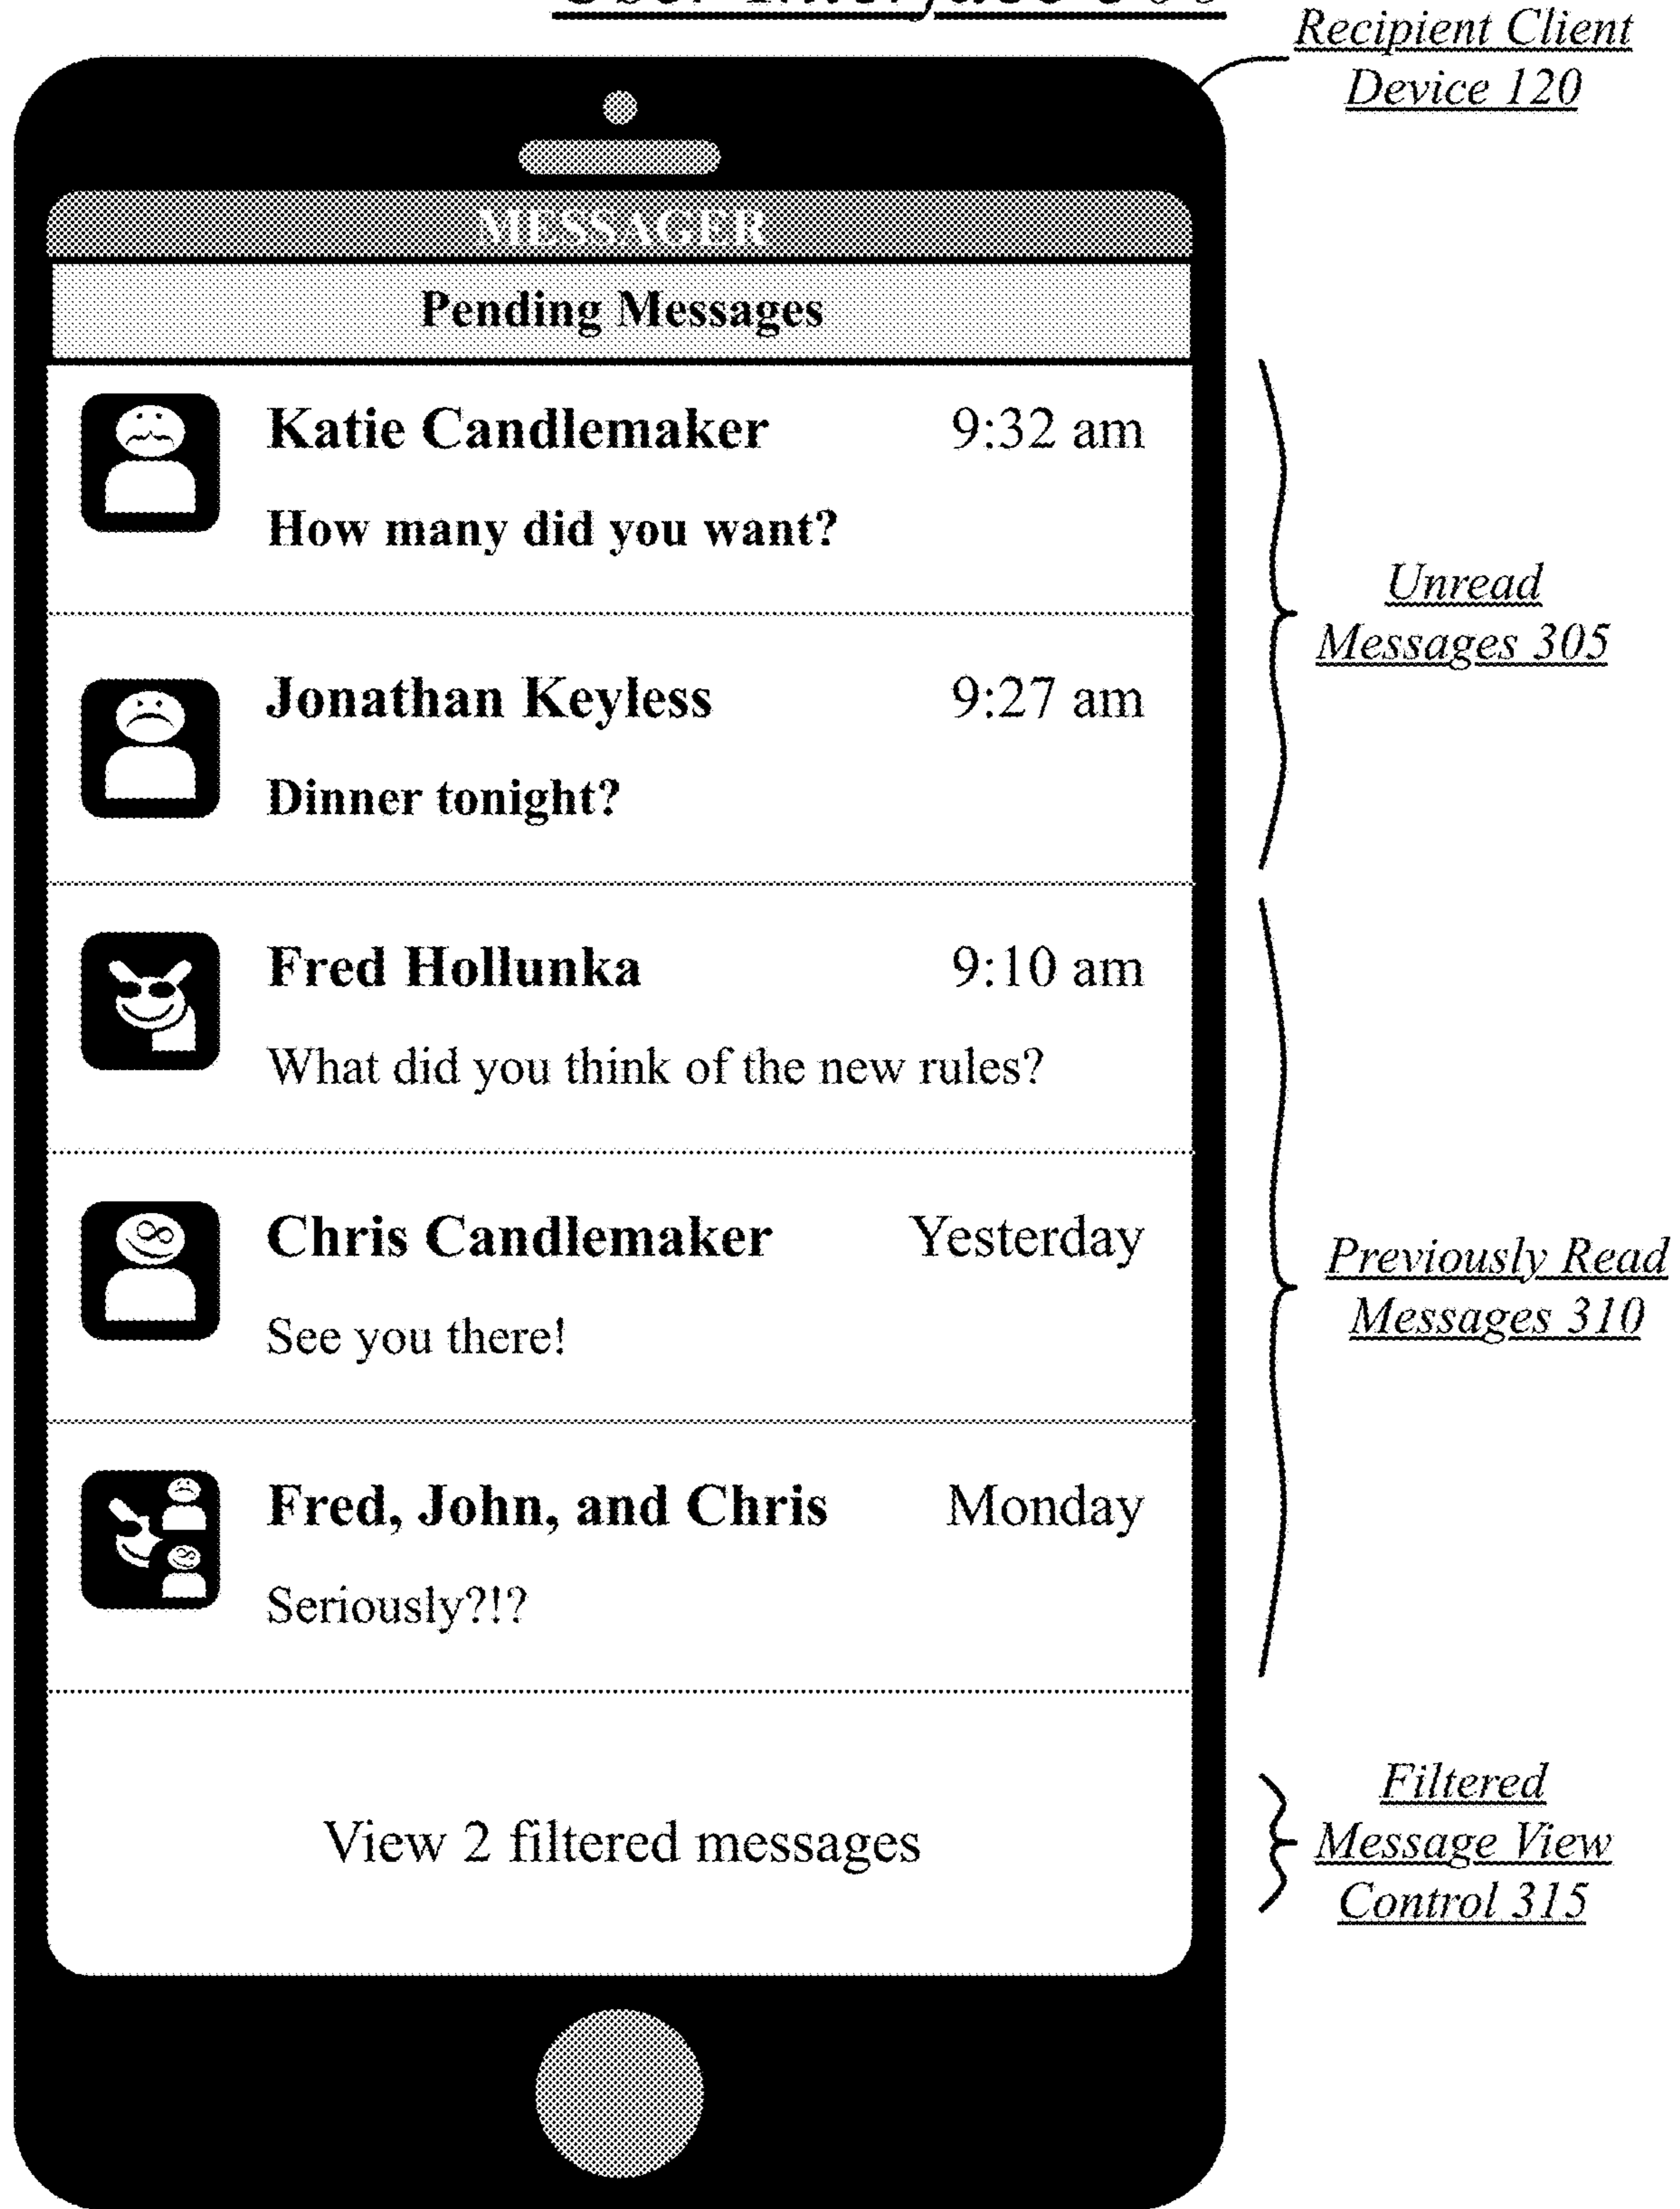 Recipient Client
Device 120
MESSAGER
Pending Messages
Katie Candlemaker 9:32 am
How many did you want?
Unread
Messages 305
Jonathan Keyless 9:27 am
Dinner tonight?
Fred Hollunka 9:10 am
What did you think of the new rules?
Chris Candlemaker Yesterday
See you there!
Previously Read
Messages 310
Fred, John, and Chris Monday
Seriously?!?
View 2 filtered messages
Filtered
Message View
Control 315